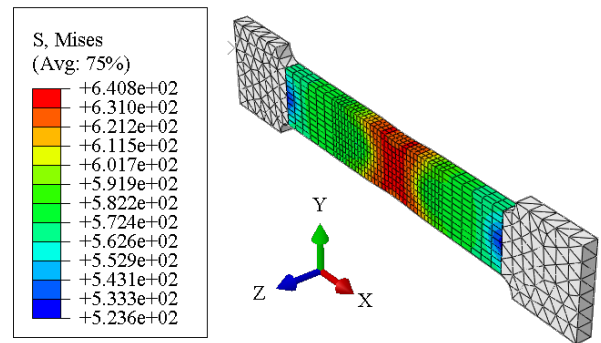 S, Mises
(Avg: 75%)
+6.408e+02
+6.310e+02
+6.212e+02
+6.115e+02
+6.017e+02
+5.919e+02
+5.822e+02
+5.724e+02
+5.626e+02
+5.529e+02
+5.431e+02
+5.333e+02
+5.236e+02
Y
Z
X